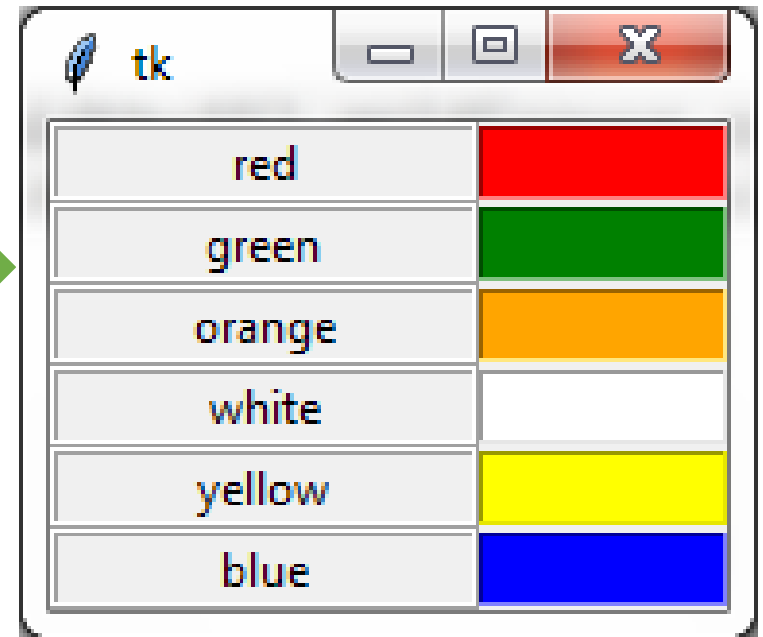 tk
red
green
orange
white
yellow
blue